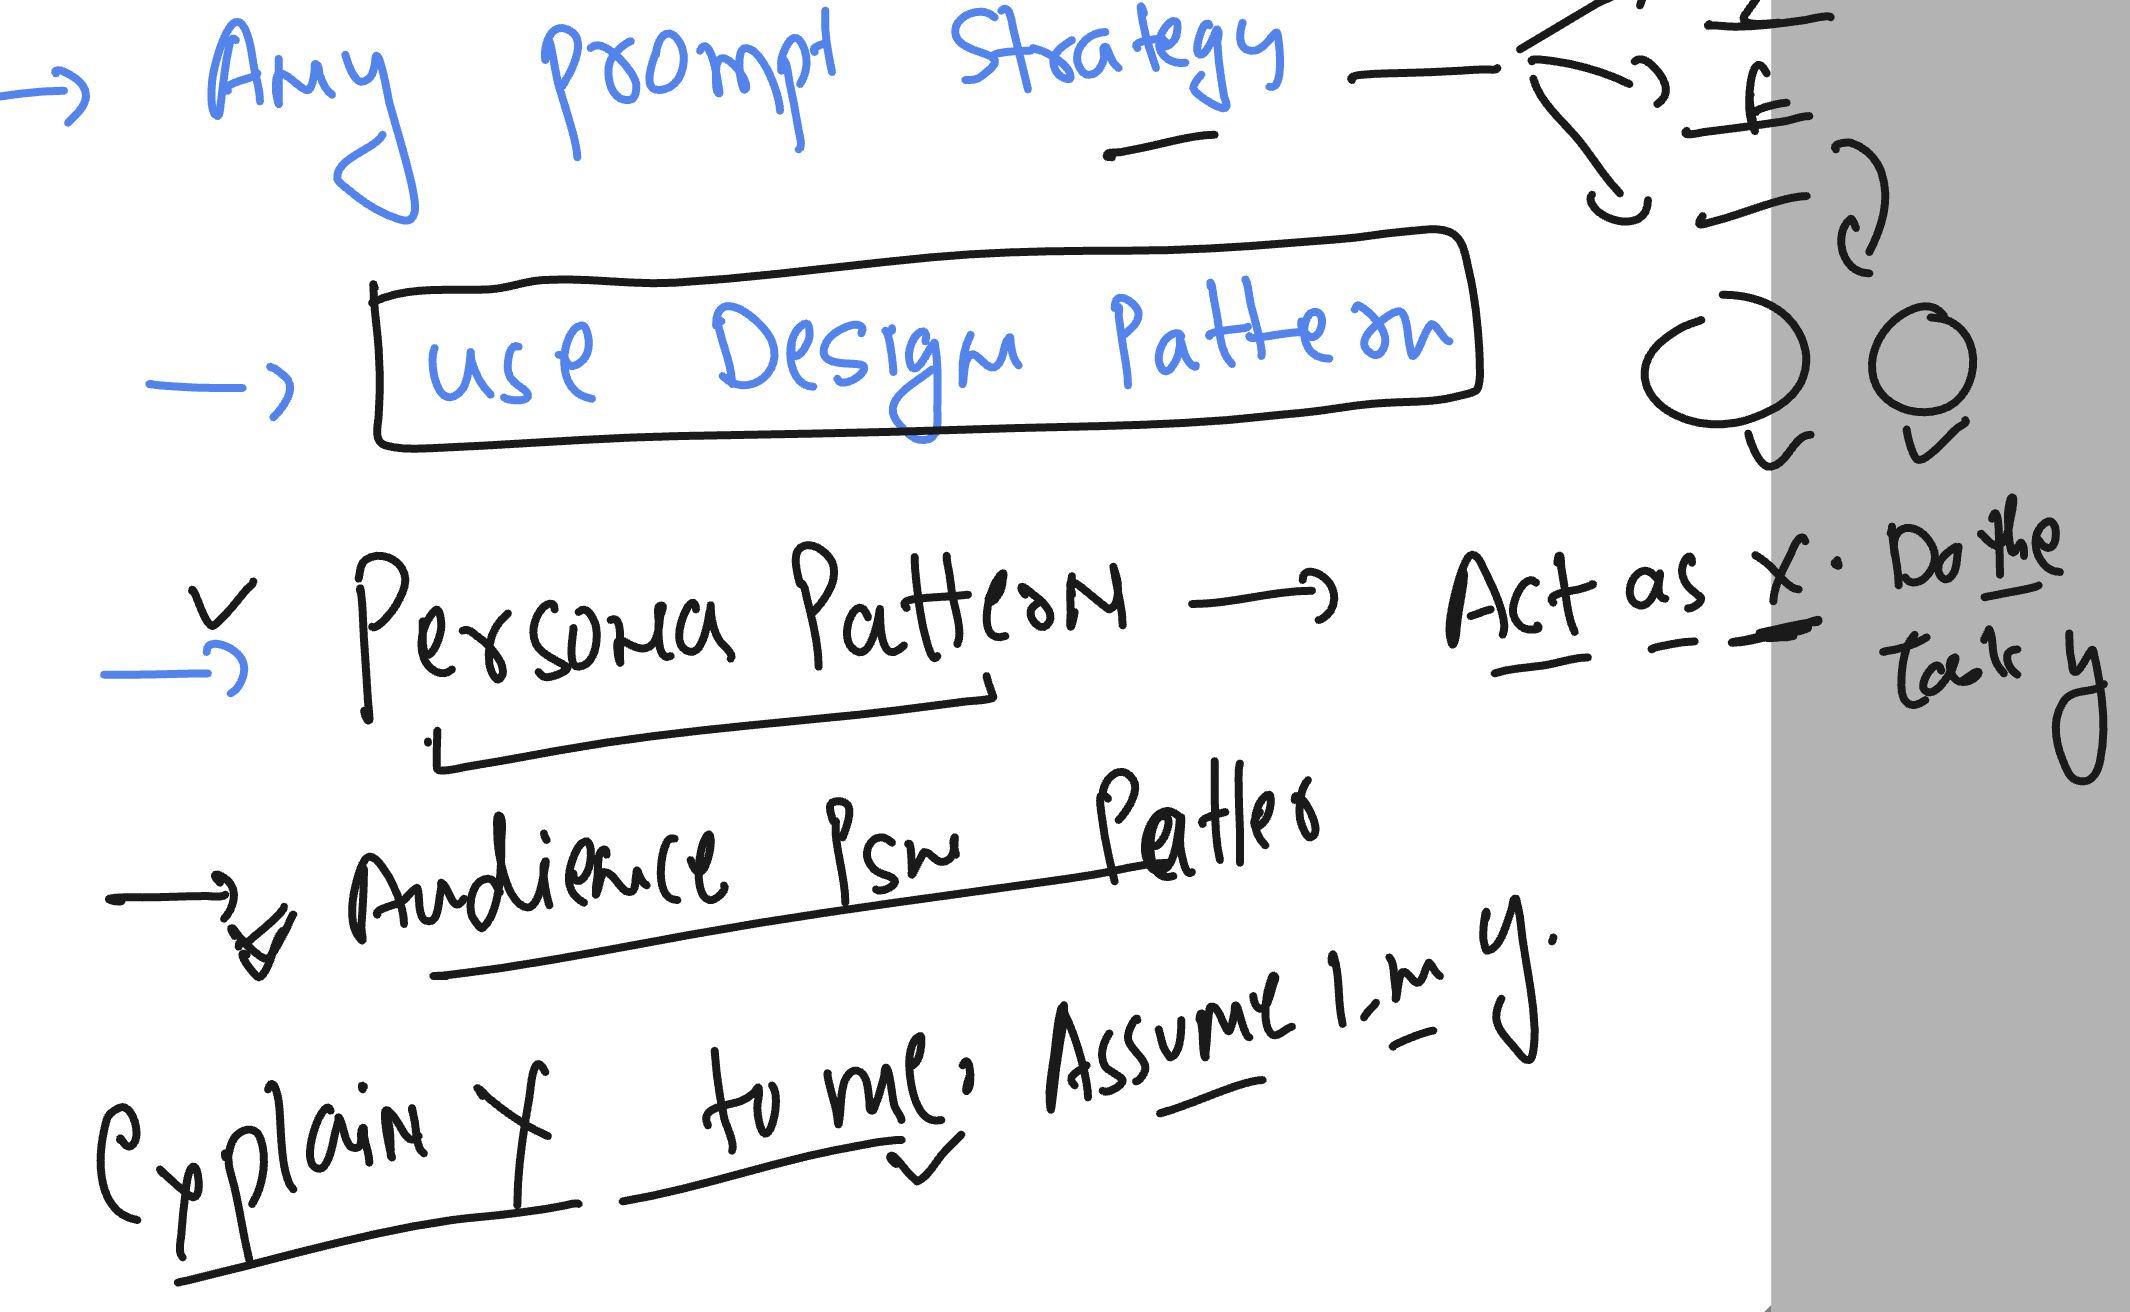 Any prompt Strategy
I
f
use Design Pattern
Persona Pattern → Act as X. Do the
task y
Audience Psn Patter
Explain X to me, Assume I.m y.